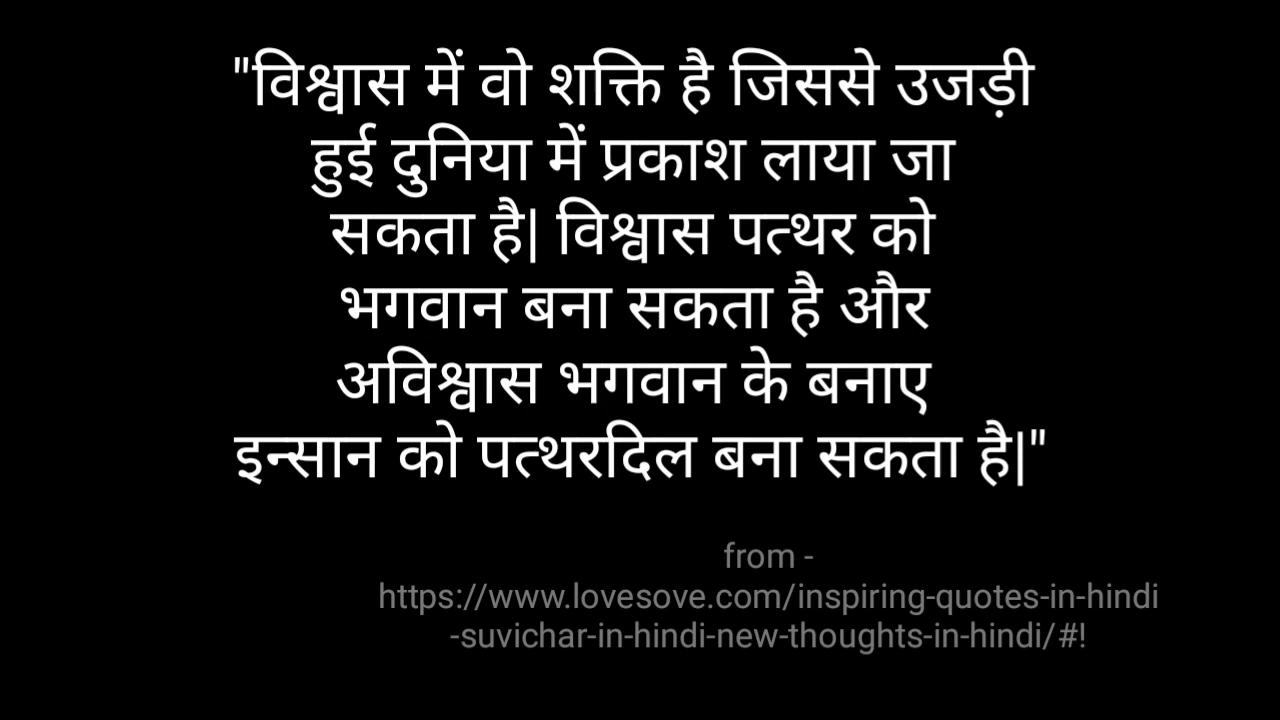 "विश्वास में वो शक्ति है जिससे उजड़ी
हुई दुनिया में प्रकाश लाया जा
सकता है| विश्वास पत्थर को
भगवान बना सकता है और
अविश्वास भगवान के बनाए
इन्सान को पत्थरदिल बना सकता है|"
from -
https://www.lovesove.com/inspiring-quotes-in-hindi
-suvichar-in-hindi-new-thoughts-in-hindi/#!